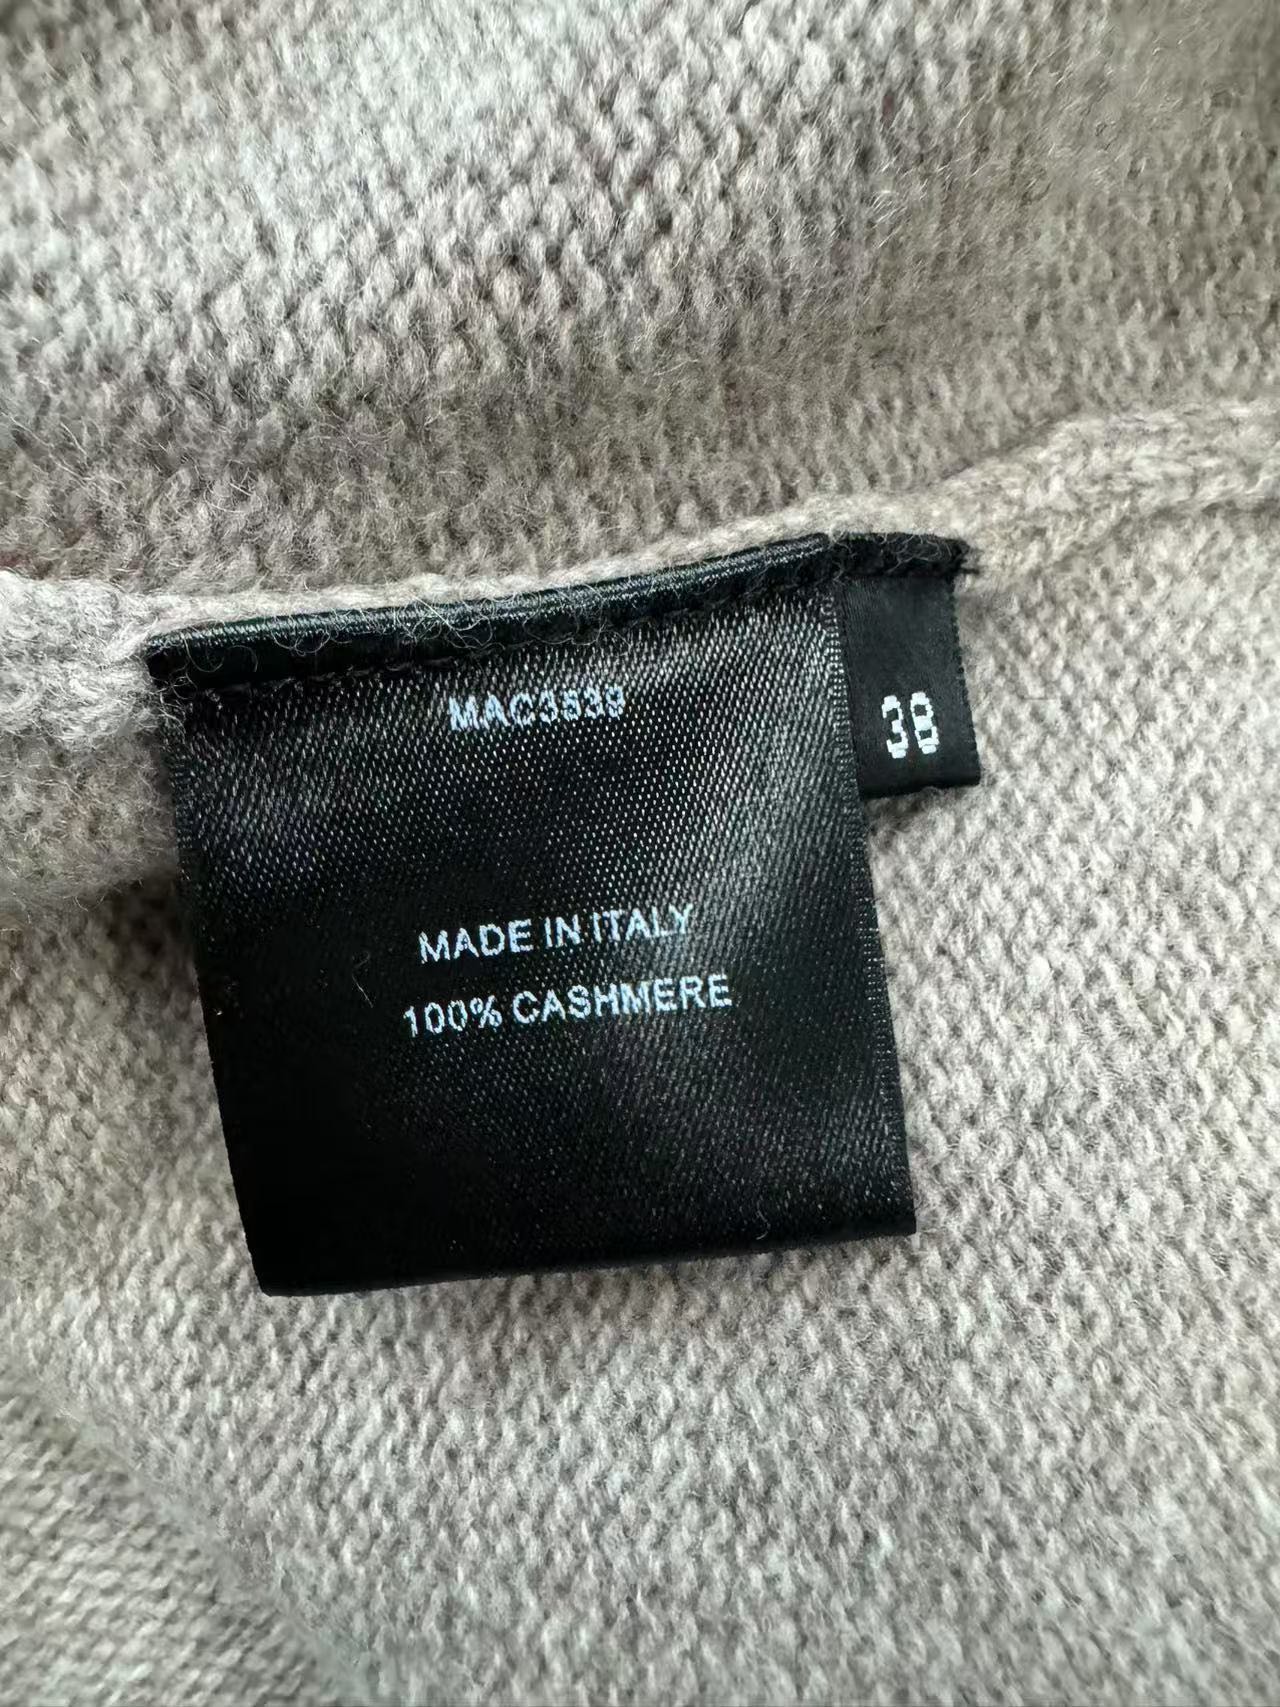 MAC3539
38
MADE IN ITALY
100% CASHMERE